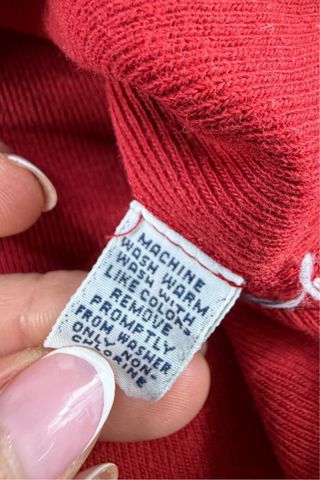 MACHINE
WASH WARM
WASH WITH
LIKE COLORS
REMOVE
PROMPTLY
FROM WASHER
ONLY NON-
CHLORINE